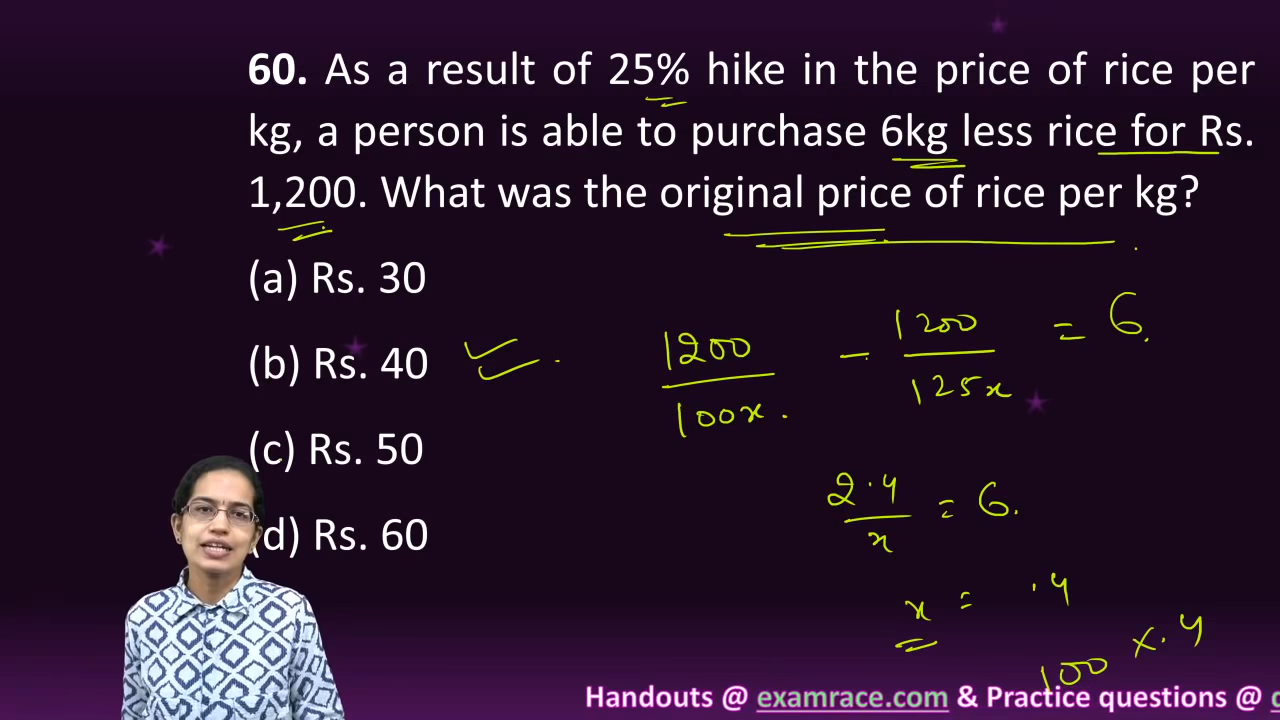 60. As a result of 25% hike in the price of rice per
kg, a person is able to purchase 6kg less rice for Rs.
1,200. What was the original price of rice per kg?
(a) Rs. 30
(b) Rs. 40
(c) Rs. 50
(d) Rs. 60
1200/100x - 1200/125x = 6
2.4/x = 6
x = .4
100 x .4
Handouts @ examrace.com & Practice questions @